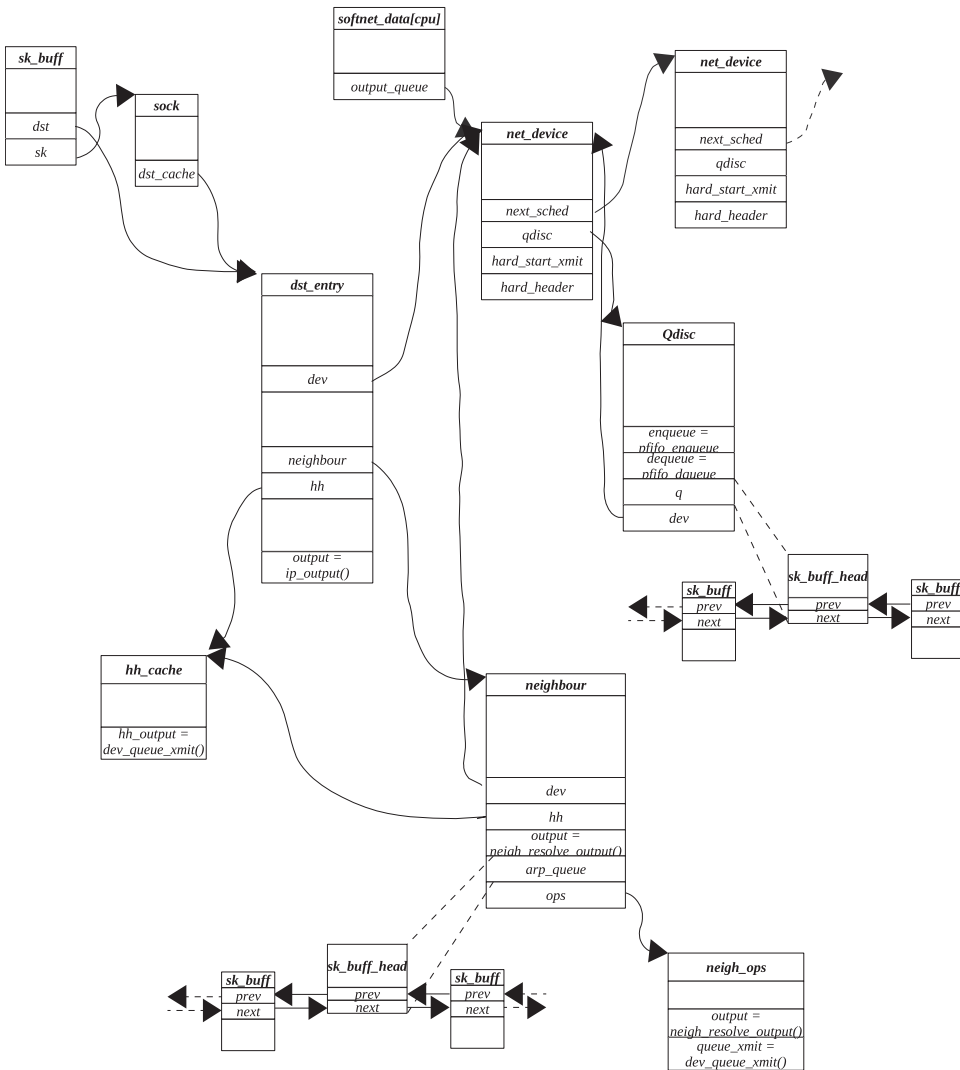 softnet_data[cpu]
output_queue
sk_buff
dst
sk
sock
dst_cache
net_device
next_sched
qdisc
hard_start_xmit
hard_header
net_device
next_sched
qdisc
hard_start_xmit
hard_header
dst_entry
dev
neighbour
hh
output =
ip_output()
Qdisc
enqueue =
pfifo_enqueue
dequeue =
pfifo_dqueue
q
dev
sk_buff
prev
next
sk_buff_head
prev
next
sk_buff
prev
next
hh_cache
hh_output =
dev_queue_xmit()
neighbour
dev
hh
output =
neigh_resolve_output()
arp_queue
ops
sk_buff
prev
next
sk_buff_head
prev
next
sk_buff
prev
next
neigh_ops
output =
neigh_resolve_output()
queue_xmit =
dev_queue_xmit()